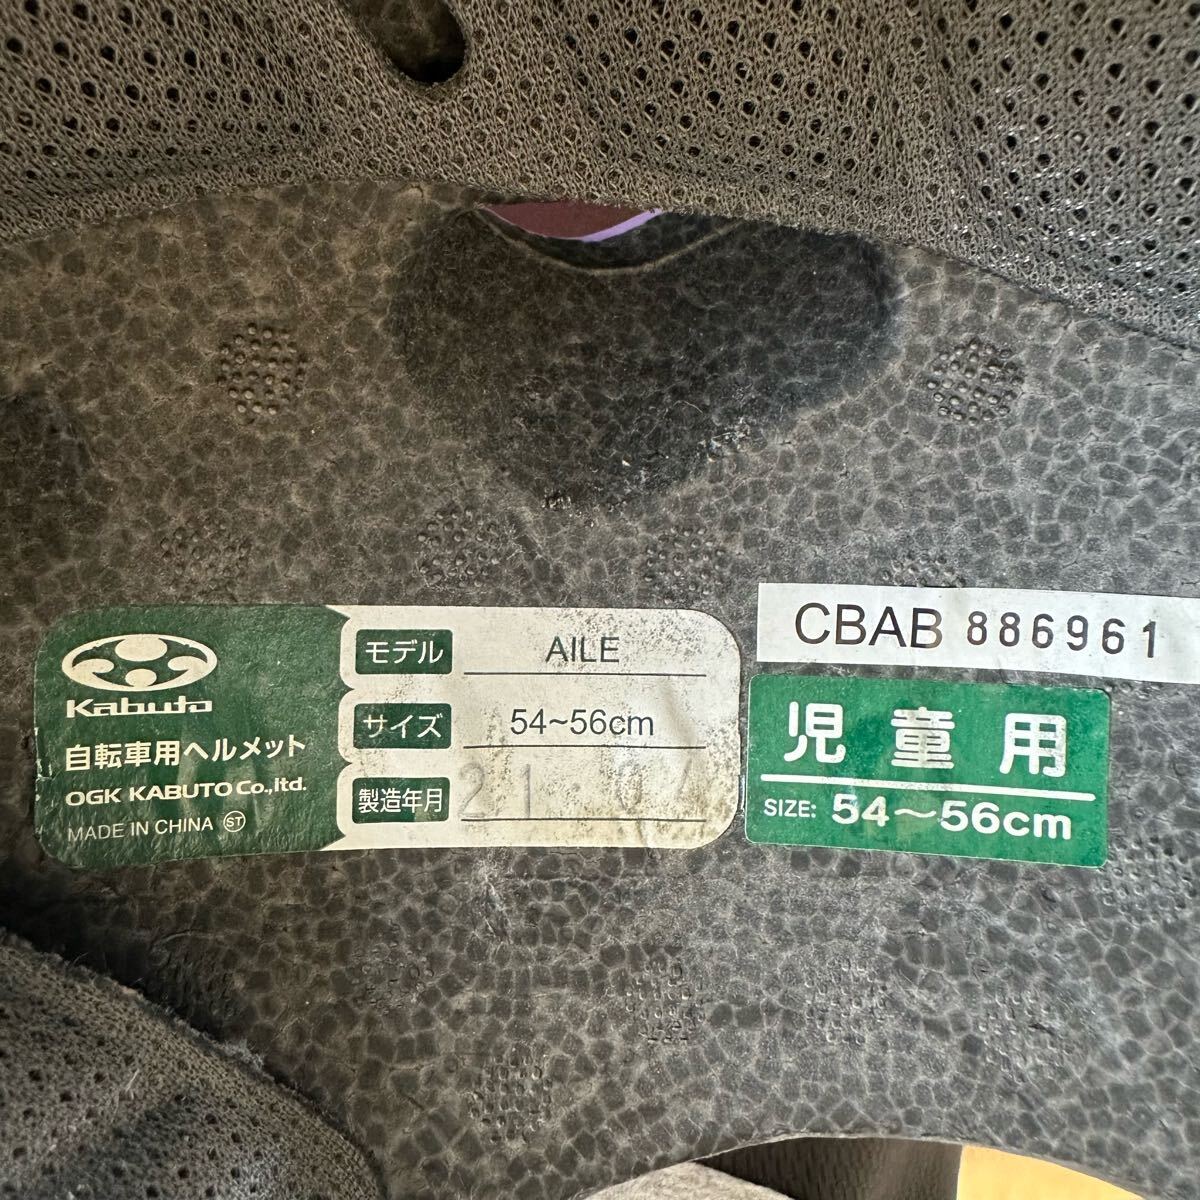 Kabuto
自転車用ヘルメット
OGK KABUTO Co.,ltd.
MADE IN CHINA ST
モデル AILE
サイズ 54~56cm
製造年月 21.07
CBAB 886961
児童用
SIZE: 54～56cm